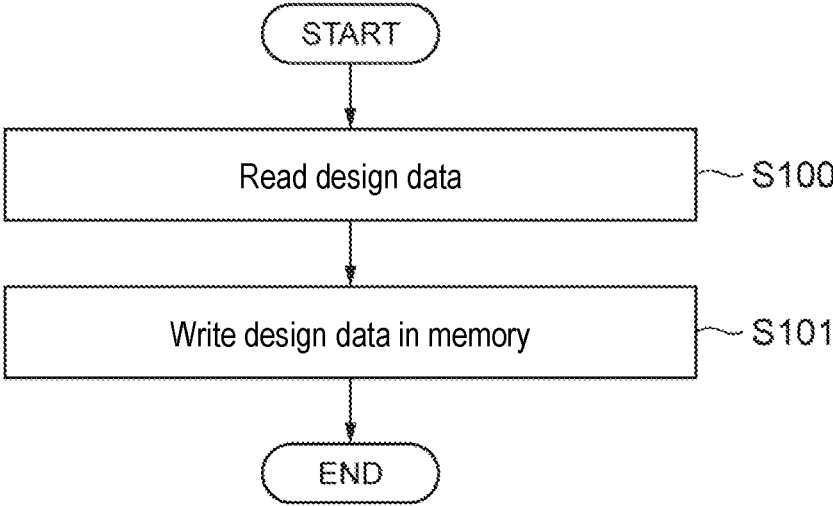 START
Read design data
S100
Write design data in memory
S101
END